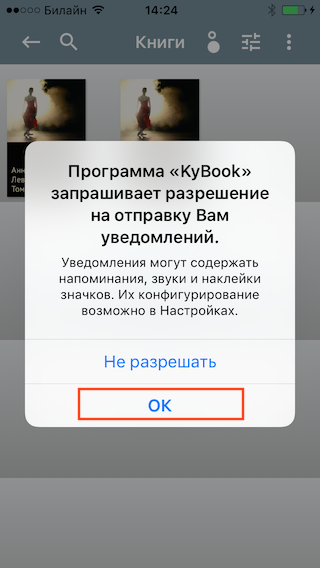 Билайн 14:24
Книги
Анн
Лев
Том
Программа «KyBook»
запрашивает разрешение
на отправку Вам
уведомлений.
Уведомления могут содержать
напоминания, звуки и наклейки
значков. Их конфигурирование
возможно в Настройках.
Не разрешать
ОК